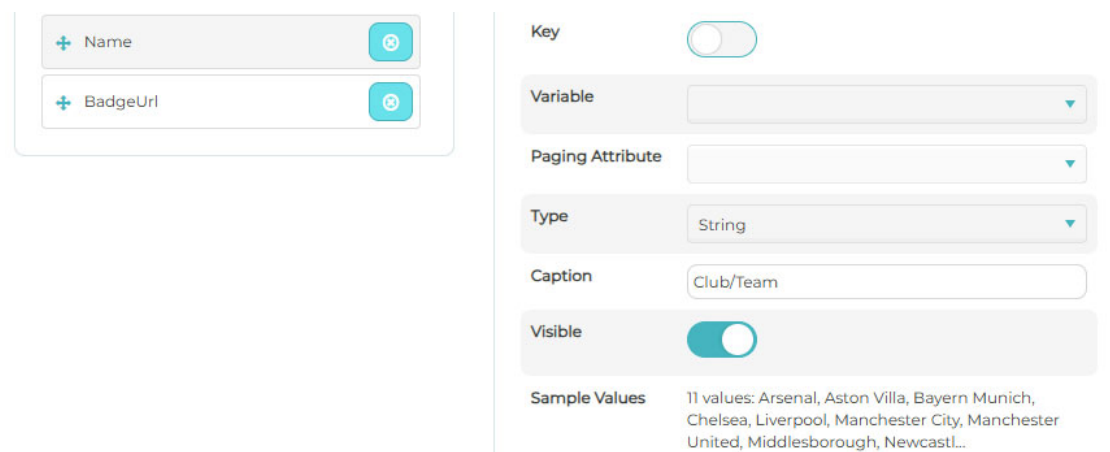 Name
BadgeUrl
Key
Variable
Paging Attribute
Type
String
Caption
Club/Team
Visible
Sample Values
11 values: Arsenal, Aston Villa, Bayern Munich,
Chelsea, Liverpool, Manchester City, Manchester
United, Middlesborough, Newcastl...